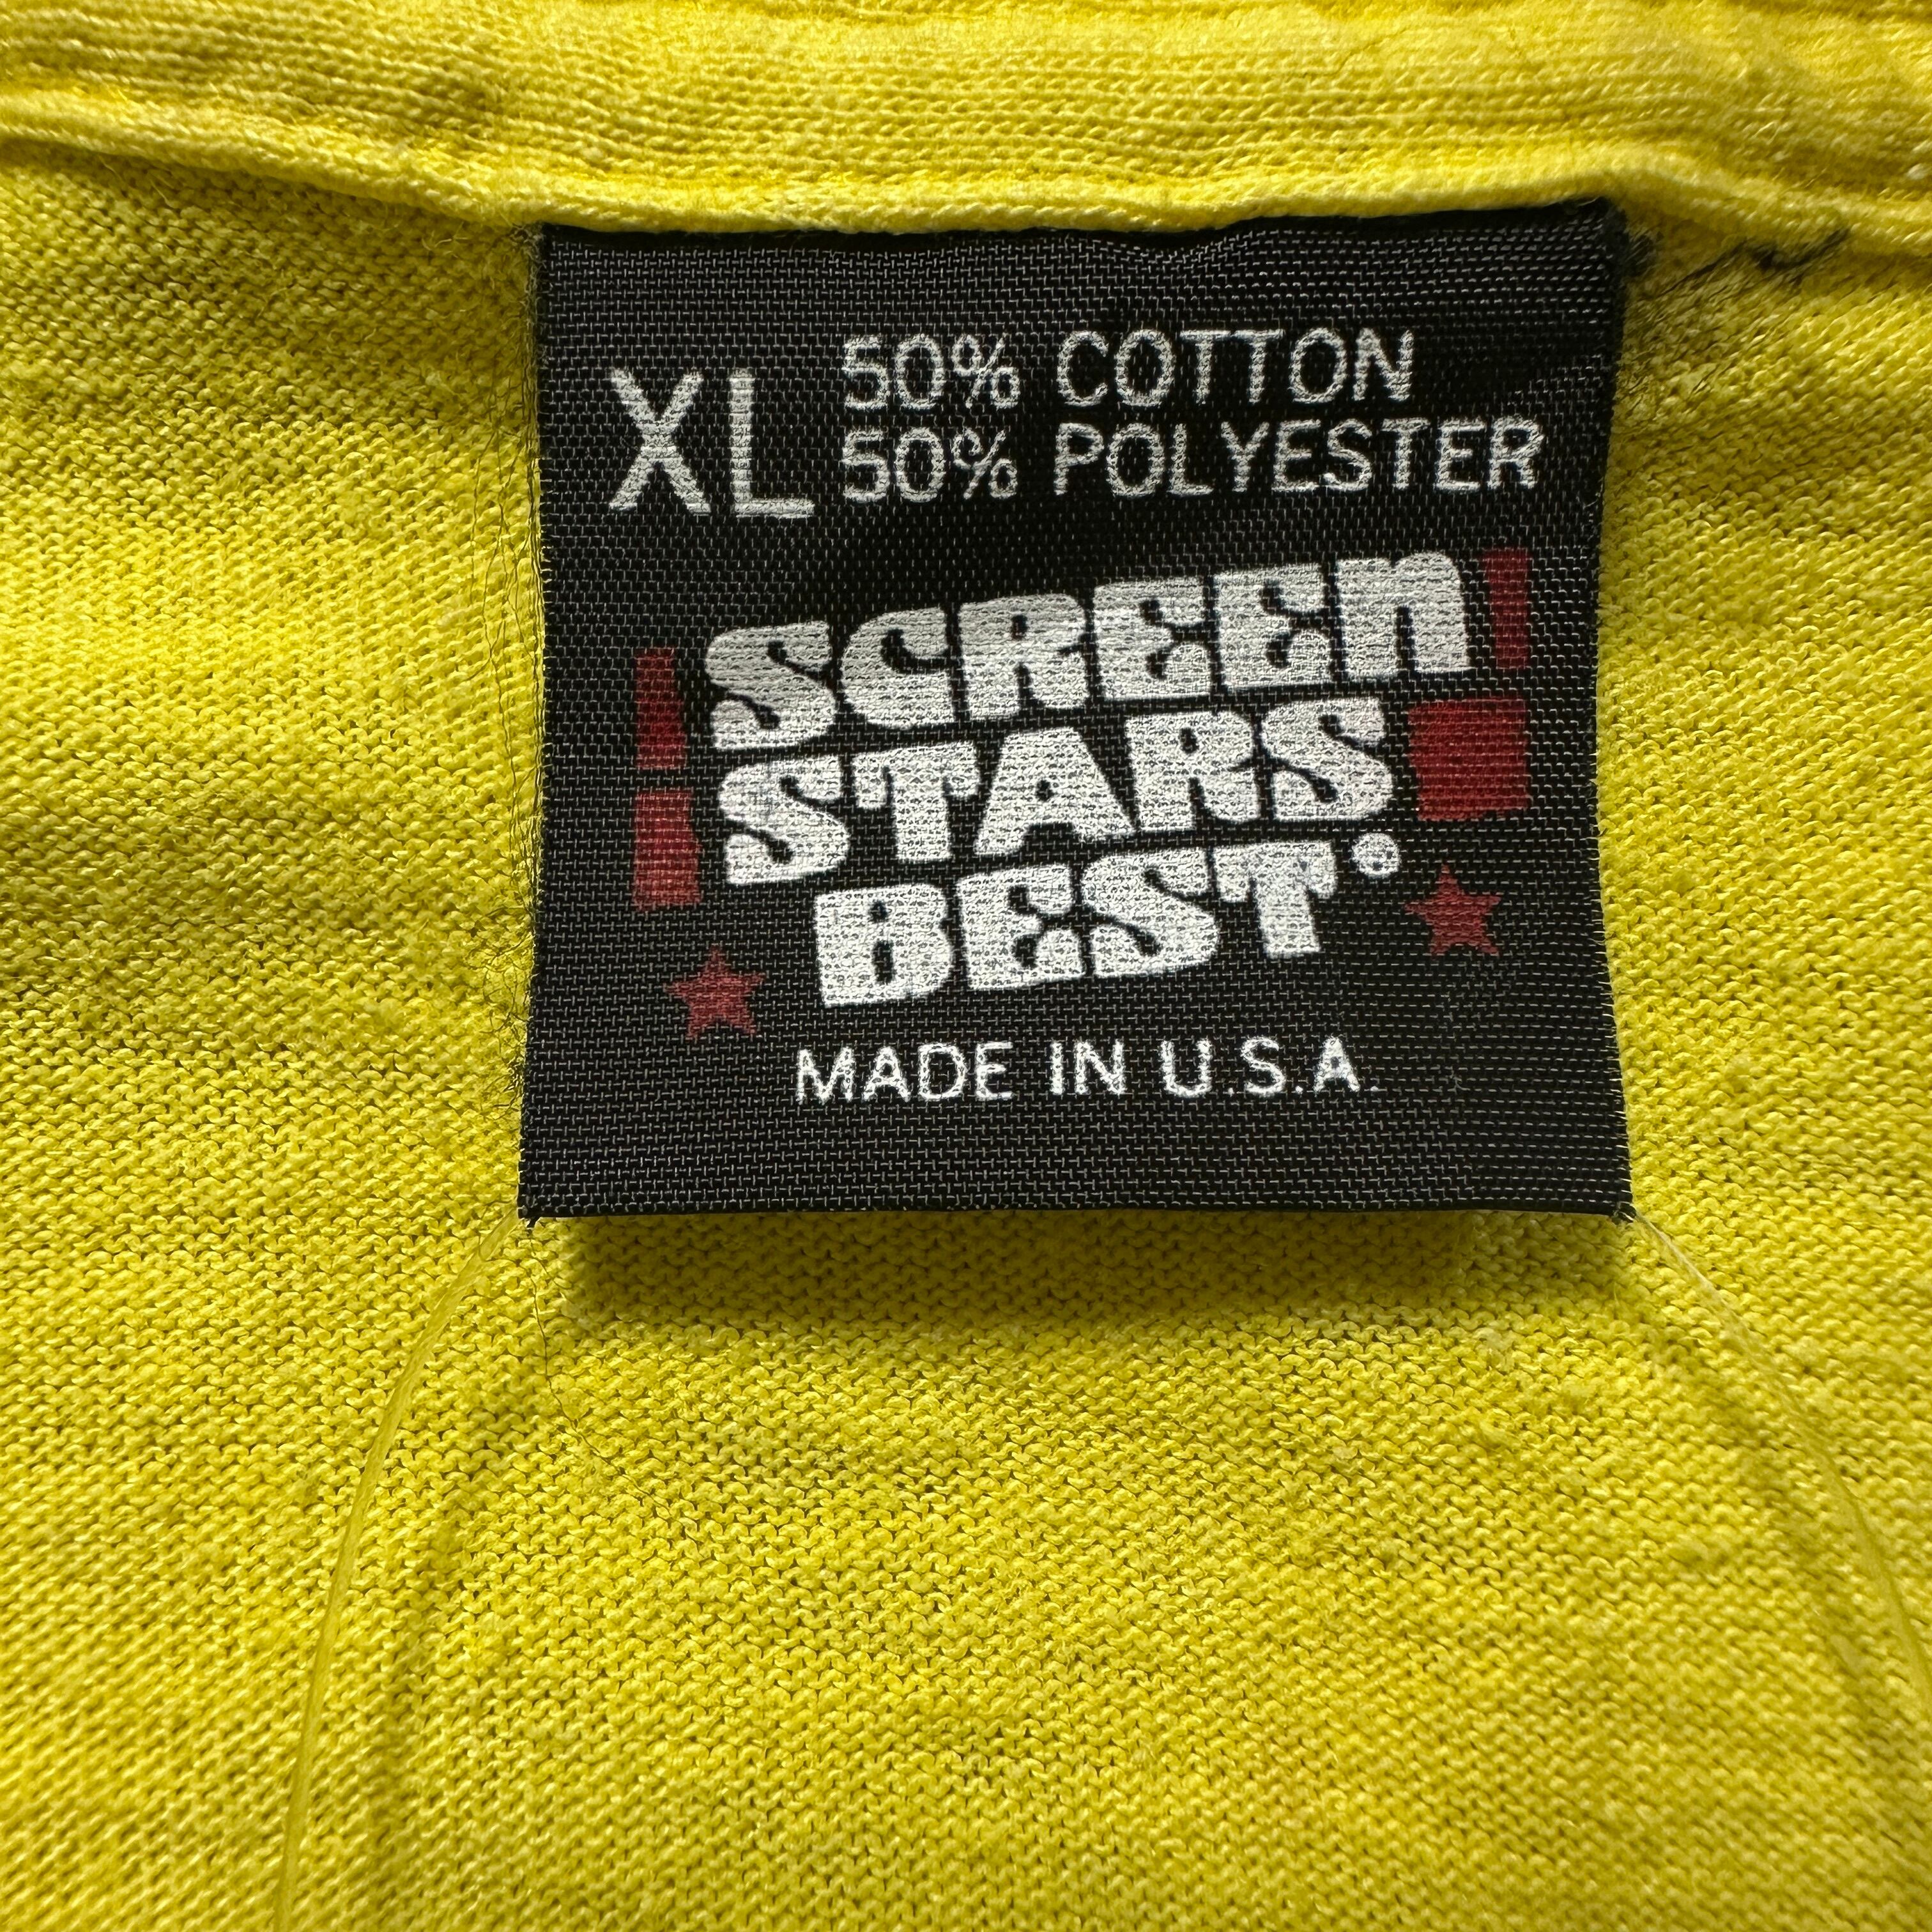 XL
50% COTTON
50% POLYESTER
SCREEN
STARS
BEST®
MADE IN U.S.A.